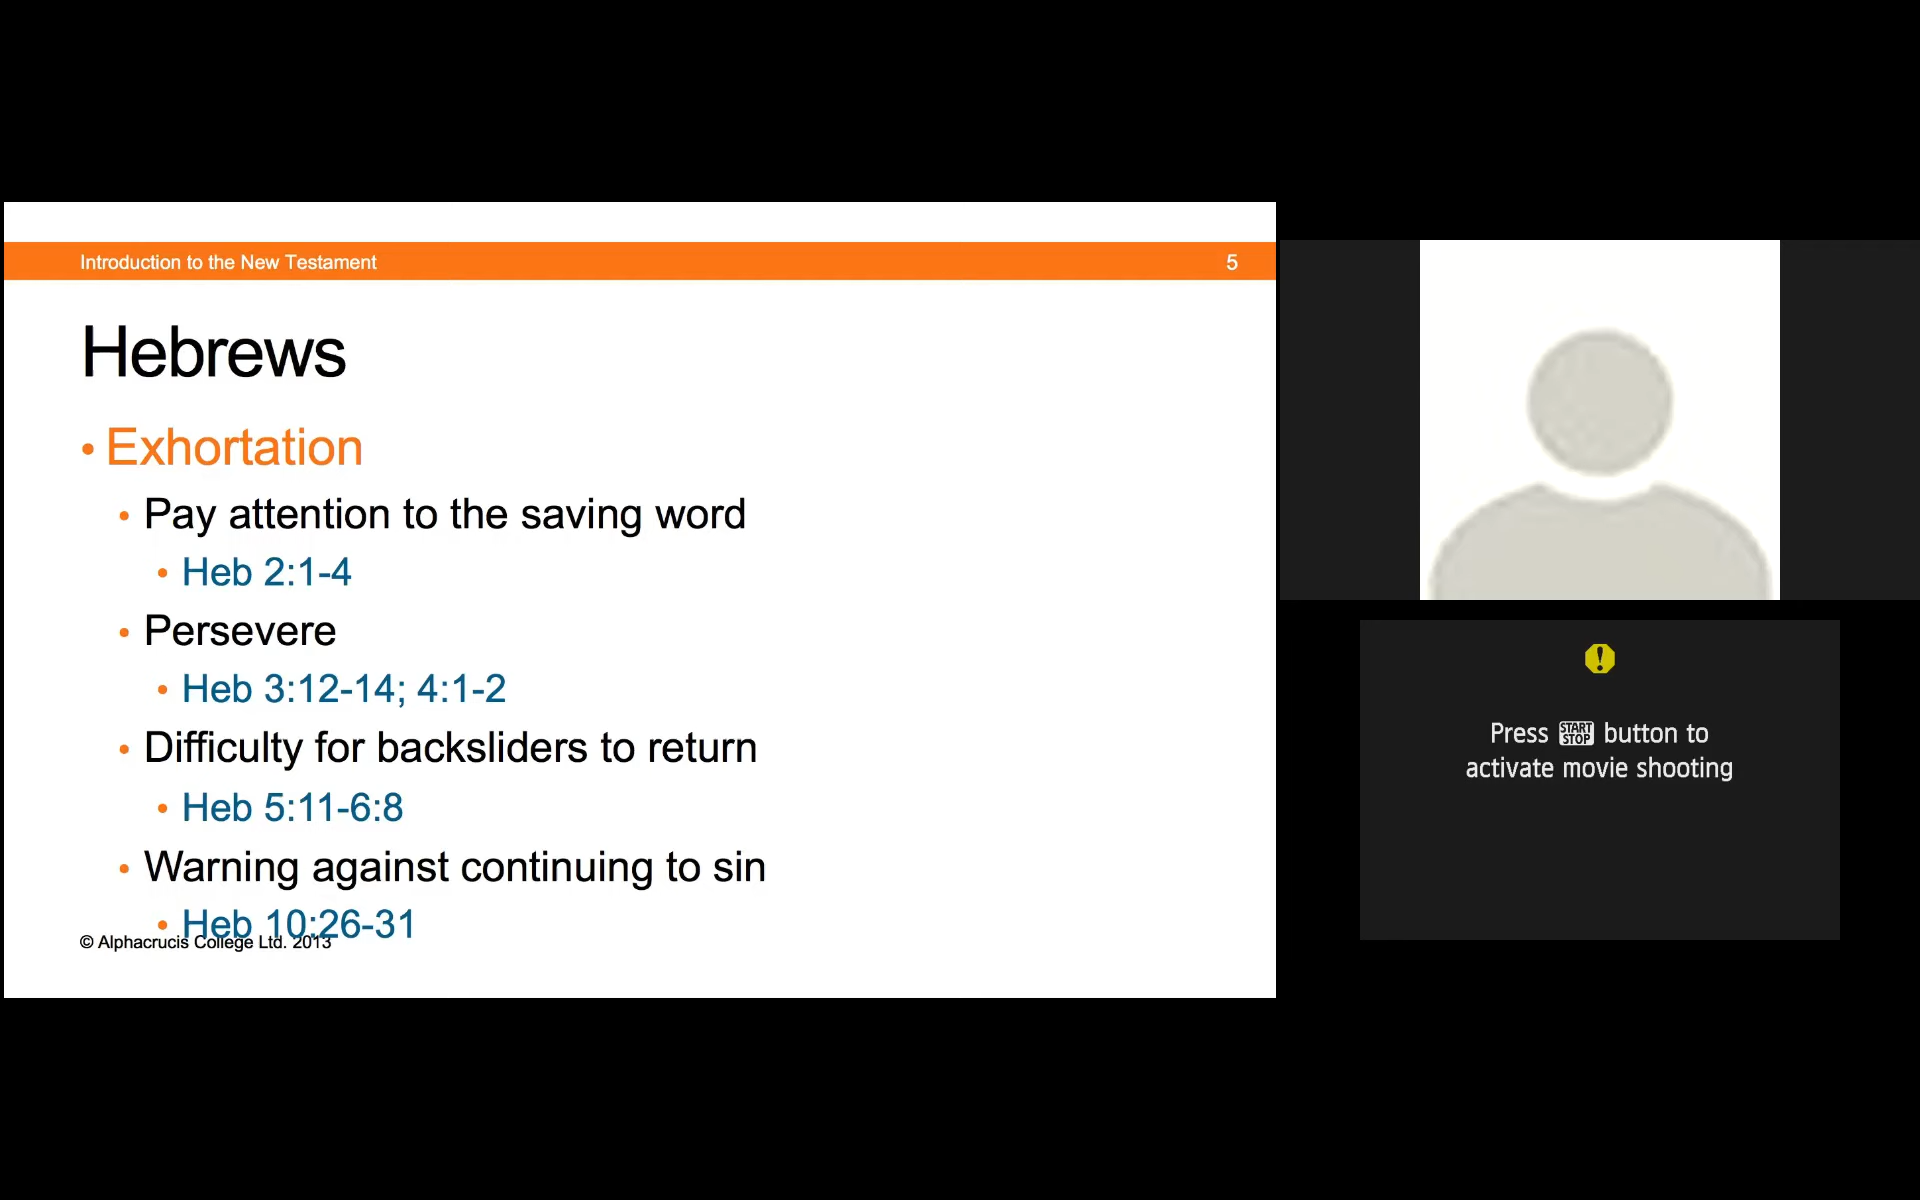 Introduction to the New Testament 5
Hebrews
• Exhortation
• Pay attention to the saving word
• Heb 2:1-4
• Persevere
• Heb 3:12-14; 4:1-2
• Difficulty for backsliders to return
• Heb 5:11-6:8
• Warning against continuing to sin
• Heb 10:26-31
© Alphacrucis College Ltd. 2013
!
Press START STOP button to
activate movie shooting